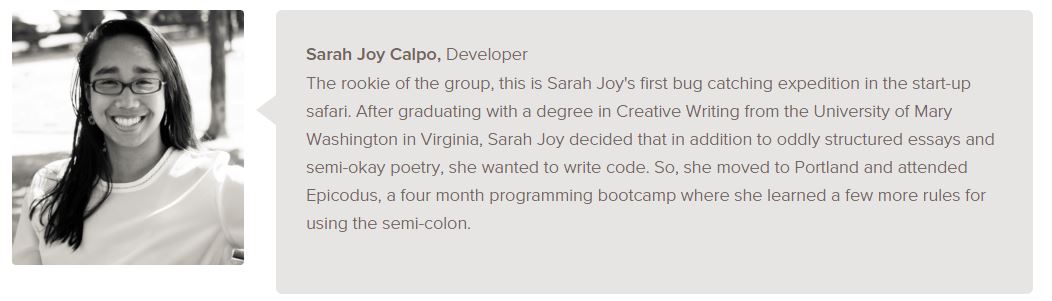 Sarah Joy Calpo, Developer
The rookie of the group, this is Sarah Joy's first bug catching expedition in the start-up
safari. After graduating with a degree in Creative Writing from the University of Mary
Washington in Virginia, Sarah Joy decided that in addition to oddly structured essays and
semi-okay poetry, she wanted to write code. So, she moved to Portland and attended
Epicodus, a four month programming bootcamp where she learned a few more rules for
using the semi-colon.